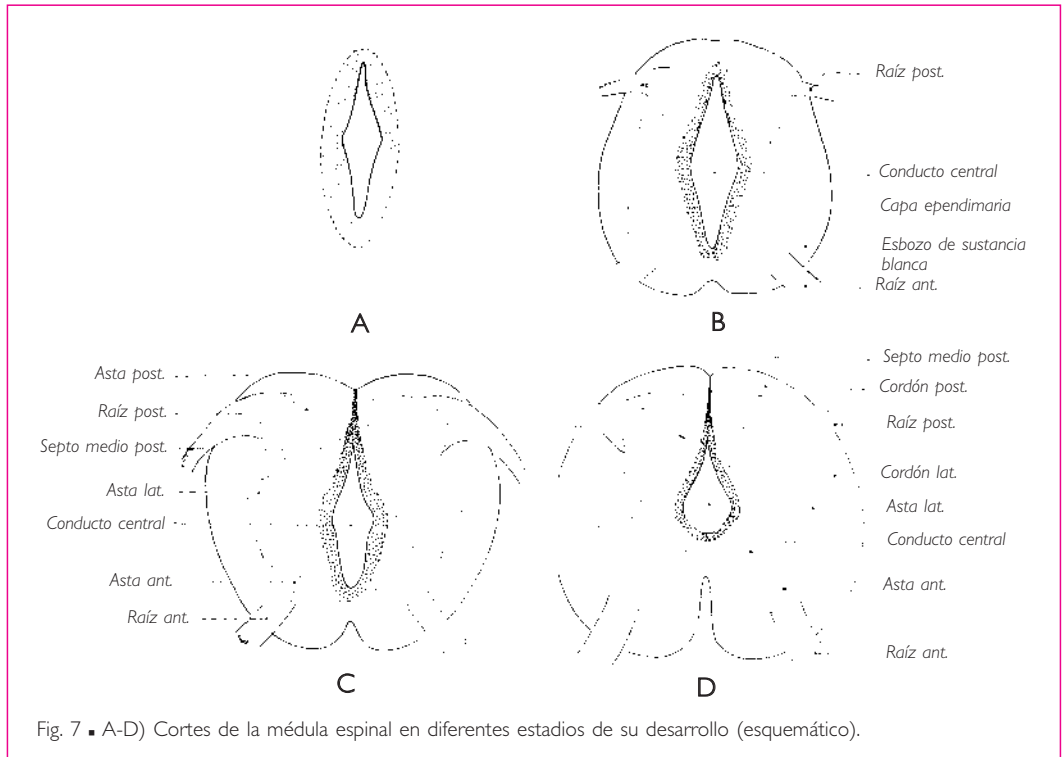 A
Raíz post.
Conducto central
Capa ependimaria
Esbozo de sustancia
blanca
Raíz ant.
B
Asta post.
Raíz post.
Septo medio post.
Asta lat.
Conducto central
Asta ant.
Raíz ant.
C
Septo medio post.
Cordón post.
Raíz post.
Cordón lat.
Asta lat.
Conducto central
Asta ant.
Raíz ant.
D
Fig. 7 ▪ A-D) Cortes de la médula espinal en diferentes estadios de su desarrollo (esquemático).